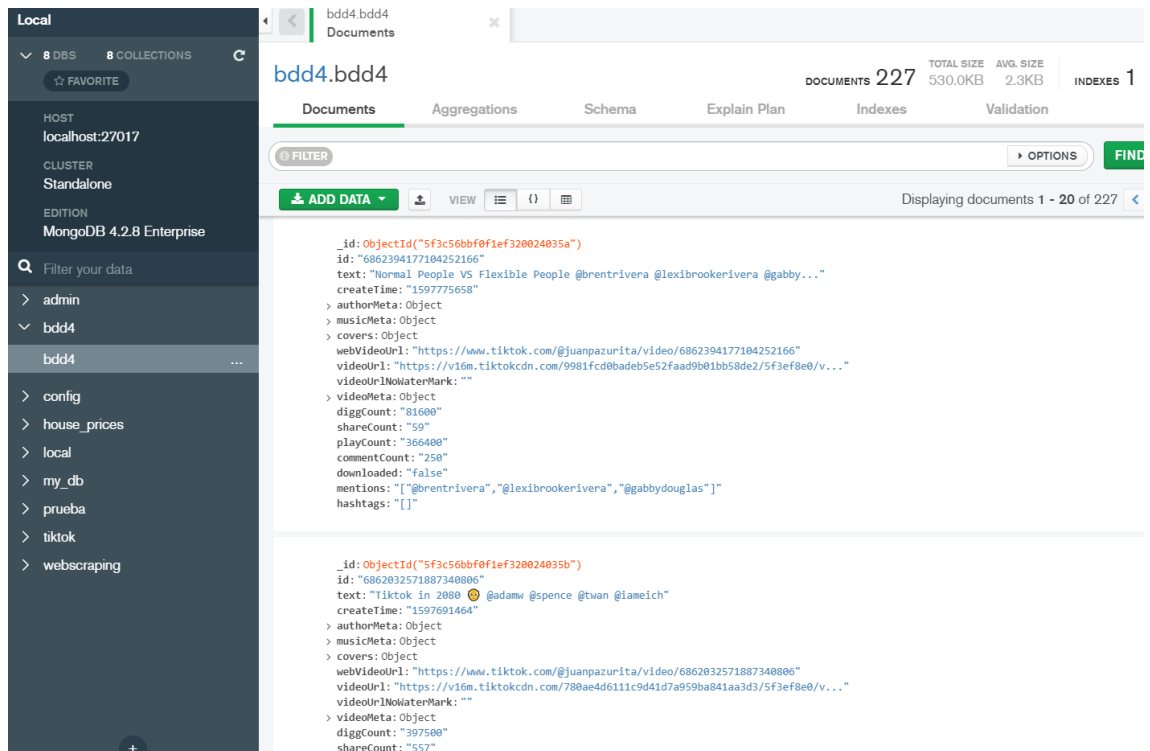 Local
8 DBS 8 COLLECTIONS
FAVORITE
HOST
localhost:27017
CLUSTER
Standalone
EDITION
MongoDB 4.2.8 Enterprise
Filter your data
admin
bdd4
bdd4 ...
config
house_prices
local
my_db
prueba
tiktok
webscraping
+
bdd4.bdd4
Documents
bdd4.bdd4
DOCUMENTS 227 TOTAL SIZE 530.0KB AVG. SIZE 2.3KB INDEXES 1
Documents Aggregations Schema Explain Plan Indexes Validation
FILTER OPTIONS FIND
ADD DATA VIEW {} Displaying documents 1 - 20 of 227
_id: ObjectId("5f3c56bbf0f1ef320024035a")
id: "6862394177104252166"
text: "Normal People VS Flexible People @brentrivera @lexibrookerivera @gabby..."
createTime: "1597775658"
authorMeta: Object
musicMeta: Object
covers: Object
webVideoUrl: "https://www.tiktok.com/@juanpazurita/video/6862394177104252166"
videoUrl: "https://v16m.tiktokcdn.com/9981fcd0badeb5e52faad9b01bb58de2/5f3ef8e0/v..."
videoUrlNoWaterMark: ""
videoMeta: Object
diggCount: "81600"
shareCount: "59"
playCount: "366400"
commentCount: "250"
downloaded: "false"
mentions: "["@brentrivera","@lexibrookerivera","@gabbydouglas"]"
hashtags: "[]"
_id: ObjectId("5f3c56bbf0f1ef320024035b")
id: "6862032571887340806"
text: "Tiktok in 2080 👴 @adamw @spence @twan @iameich"
createTime: "1597691464"
authorMeta: Object
musicMeta: Object
covers: Object
webVideoUrl: "https://www.tiktok.com/@juanpazurita/video/6862032571887340806"
videoUrl: "https://v16m.tiktokcdn.com/780ae4d6111c9d41d7a959ba841aa3d3/5f3ef8e0/v..."
videoUrlNoWaterMark: ""
videoMeta: Object
diggCount: "397500"
shareCount: "557"